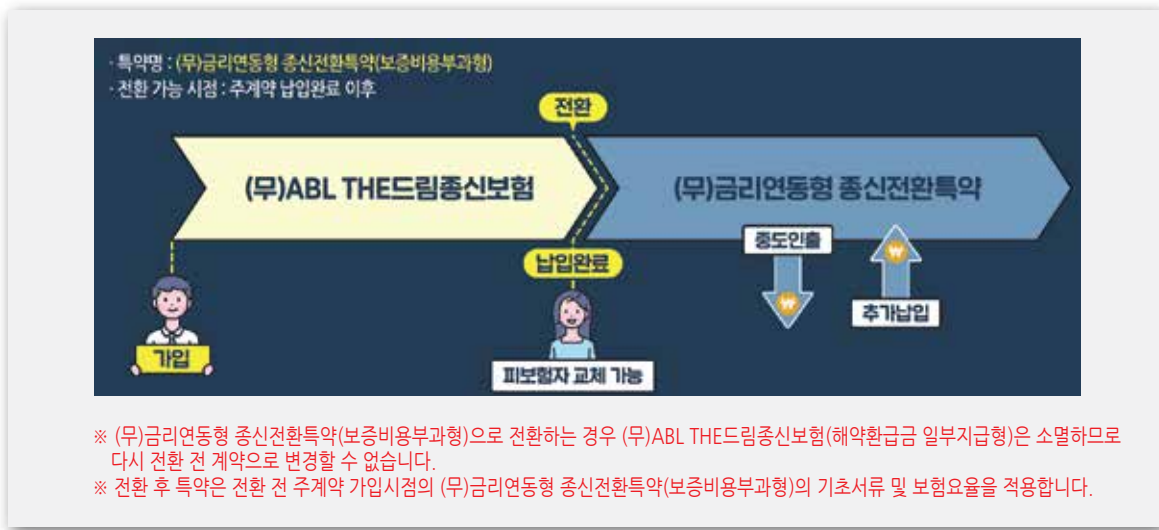 · 특약명 : (무)금리연동형 종신전환특약(보증비용부과형)
· 전환 가능 시점 : 주계약 납입완료 이후
전환
(무)ABL THE드림종신보험
(무)금리연동형 종신전환특약
중도인출
납입완료
₩
₩
추가납입
가입
피보험자 교체 가능
※ (무)금리연동형 종신전환특약(보증비용부과형)으로 전환하는 경우 (무)ABL THE드림종신보험(해약환급금 일부지급형)은 소멸하므로
다시 전환 전 계약으로 변경할 수 없습니다.
※ 전환 후 특약은 전환 전 주계약 가입시점의 (무)금리연동형 종신전환특약(보증비용부과형)의 기초서류 및 보험요율을 적용합니다.